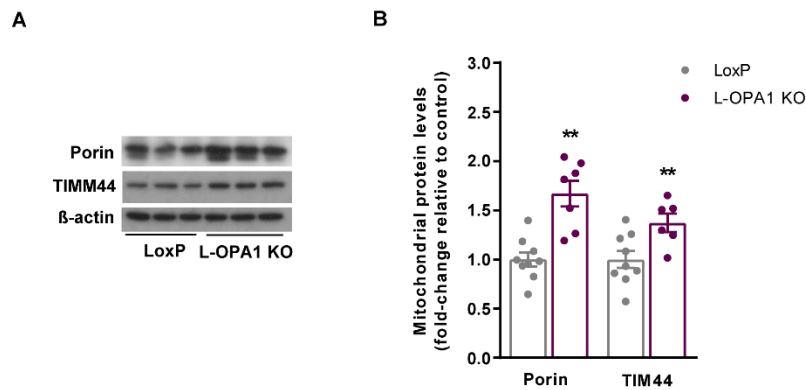 A
Porin
TIMM44
ß-actin
LoxP L-OPA1 KO
B
Mitochondrial protein levels
(fold-change relative to control)
3.0
2.5
2.0
1.5
1.0
0.5
0.0
** **
Porin TIM44
LoxP
L-OPA1 KO